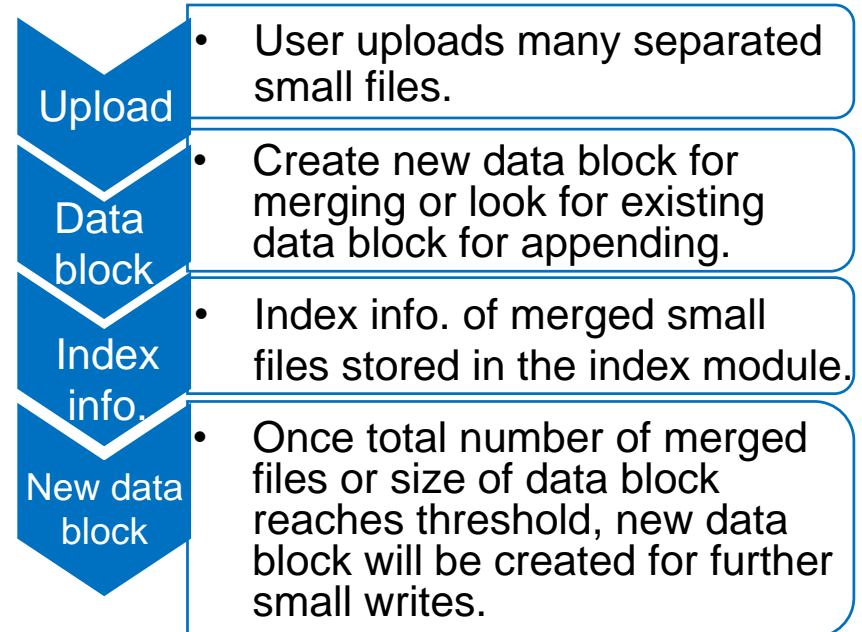 Upload
• User uploads many separated
small files.
Data
block
• Create new data block for
merging or look for existing
data block for appending.
Index
info.
• Index info. of merged small
files stored in the index module.
New data
block
• Once total number of merged
files or size of data block
reaches threshold, new data
block will be created for further
small writes.